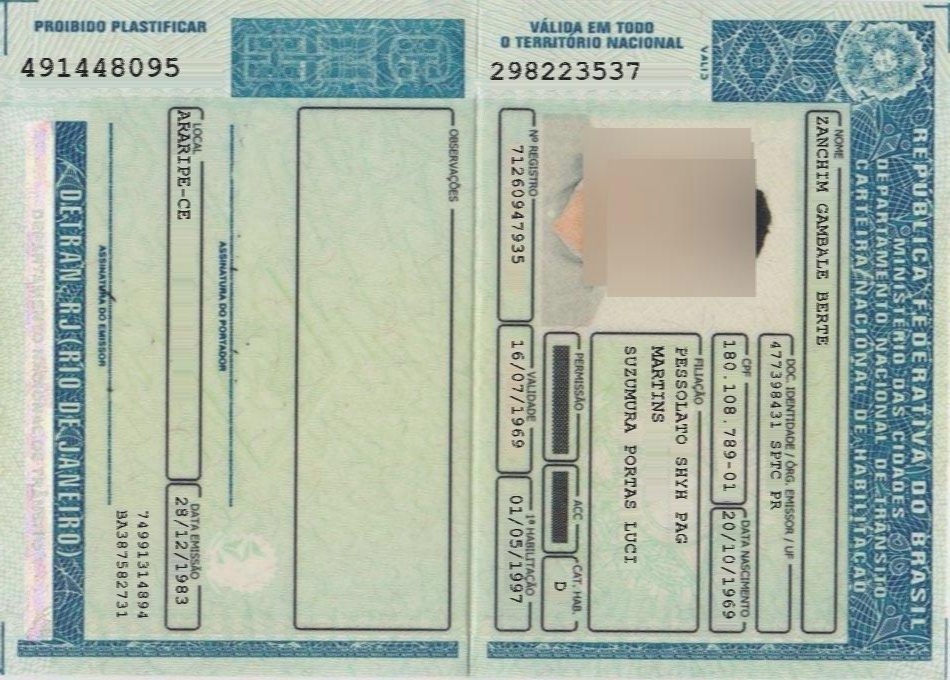 PROIBIDO PLASTIFICAR
491448095
VÁLIDA EM TODO
O TERRITÓRIO NACIONAL
298223537
REPÚBLICA FEDERATIVA DO BRASIL
MINISTÉRIO DAS CIDADES
DEPARTAMENTO NACIONAL DE TRÂNSITO
CARTEIRA NACIONAL DE HABILITAÇÃO
NOME
ZANCHIM GAMBALE BERTE
DOC. IDENTIDADE / ÓRG. EMISSOR / UF
477398431 SPTC PR
CPF
180.108.789-01
DATA NASCIMENTO
20/10/1969
FILIAÇÃO
PESSOLATO SHYH PAG
MARTINS
SUZUMURA PORTAS LUCI
PERMISSÃO
ACC
CAT. HAB.
D
Nº REGISTRO
71260947935
VALIDADE
16/07/1969
1ª HABILITAÇÃO
01/05/1997
OBSERVAÇÕES
ASSINATURA DO PORTADOR
LOCAL
ARARIPE-CE
DATA EMISSÃO
28/12/1983
74991314894
BA387582731
ASSINATURA DO EMISSOR
DETRAN-RJ (RIO DE JANEIRO)